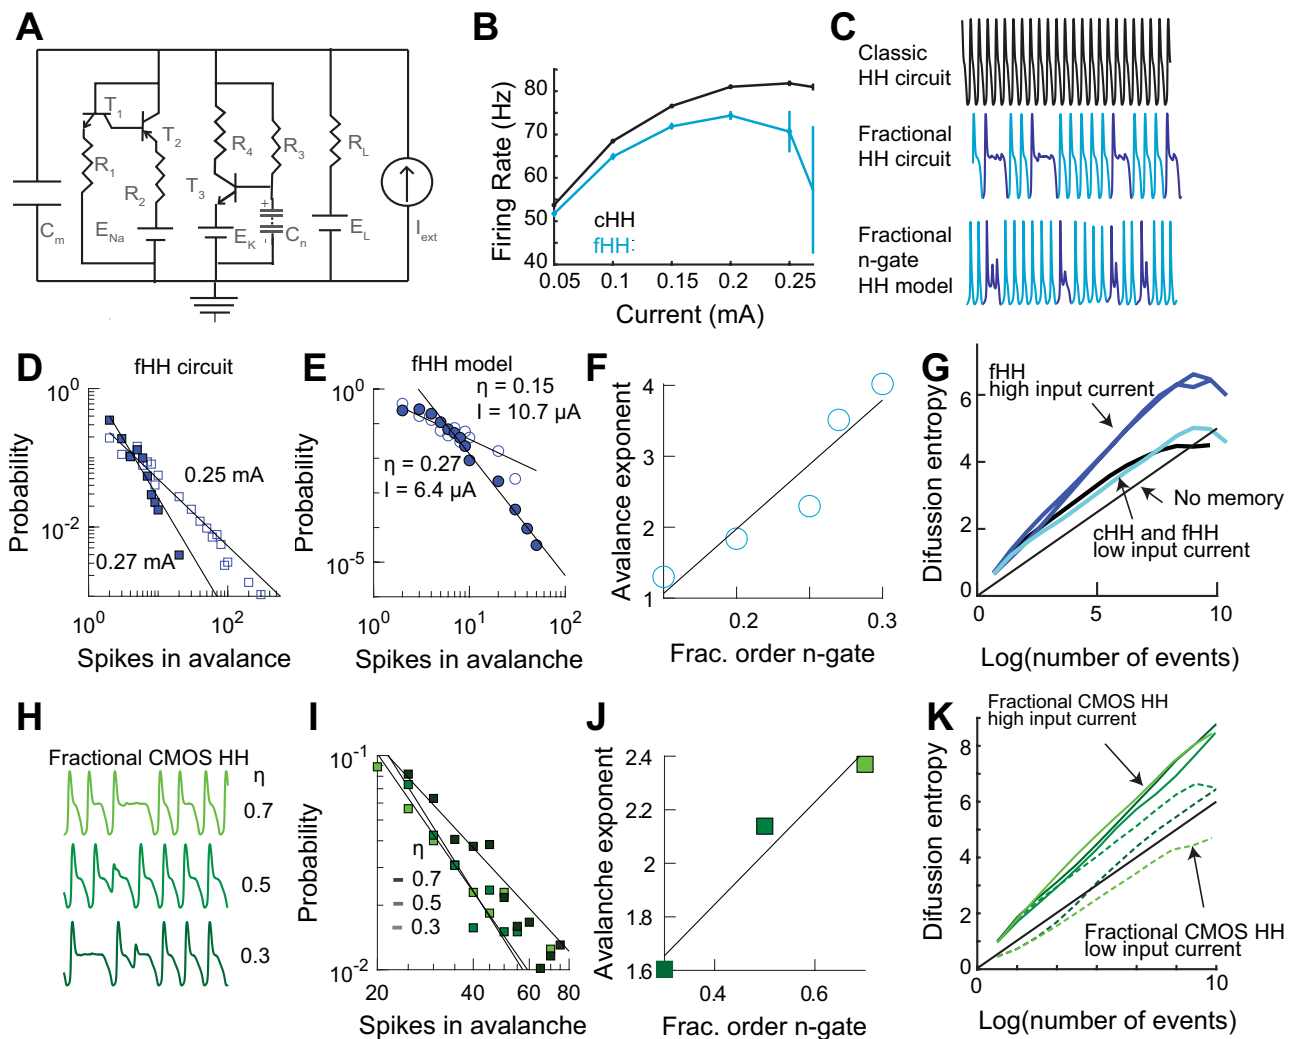 A
T1
T2
R1
R2
R4
R3
RL
T3
+
Cm
ENa
EK
Cn
EL
Iext
B
Firing Rate (Hz)
80
70
60
50
40
cHH
fHH:
0.05
0.1
0.15
0.2
0.25
Current (mA)
C
Classic
HH circuit
Fractional
HH circuit
Fractional
n-gate
HH model
D
fHH circuit
Probability
10^0
10^-2
0.25 mA
0.27 mA
10^0
10^2
Spikes in avalance
E
fHH model
η = 0.15
I = 10.7 µA
η = 0.27
I = 6.4 µA
Probability
10^0
10^-5
10^0
10^1
10^2
Spikes in avalanche
F
Avalance exponent
4
3
2
1
0.2
0.3
Frac. order n-gate
G
fHH
high input current
Difussion entropy
6
4
2
0
No memory
cHH and fHH
low input current
0
5
10
Log(number of events)
H
Fractional CMOS HH
η
0.7
0.5
0.3
I
Probability
10^-1
10^-2
η
0.7
0.5
0.3
20
40
60
80
Spikes in avalanche
J
Avalanche exponent
2.4
2.2
2
1.8
1.6
0.4
0.6
Frac. order n-gate
K
Fractional CMOS HH
high input current
Difussion entropy
8
6
4
2
0
Fractional CMOS HH
low input current
0
10
Log(number of events)